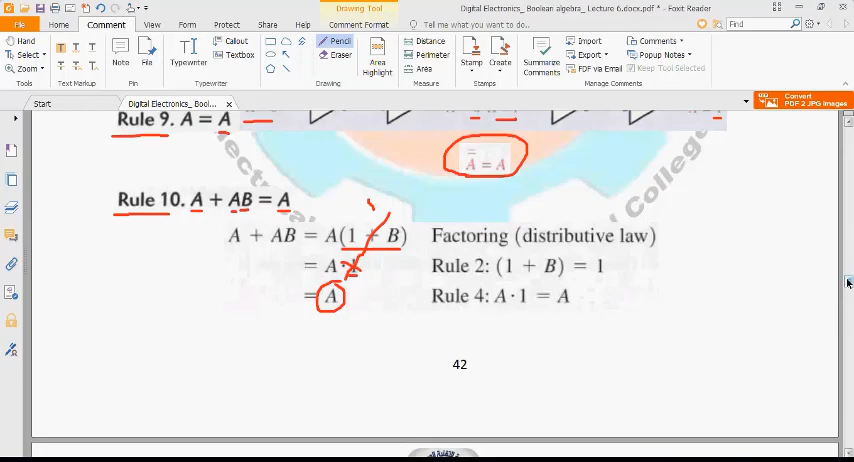 Drawing Tool
Digital Electronics_ Boolean algebra_ Lecture 6.docx.pdf * - Foxit Reader
File Home Comment View Form Protect Share Help Extras Comment Format Tell me what you want to do... Find
Hand
Select
Zoom
Tools
T T T
T T T
Text Markup
Note File
Pin
Typewriter
Callout
Textbox
Typewriter
Pencil
Eraser
Drawing
Area Highlight
Distance
Perimeter
Area
Measure
Stamp Create
Stamps
Summarize Comments
Import
Export
FDF via Email
Comments
Popup Notes
Keep Tool Selected
Manage Comments
Start Digital Electronics_ Bool... ×
Convert
PDF 2 JPG Images
Rule 9. A = A
A̿ = A
Rule 10. A + AB = A
A + AB = A(1 + B) Factoring (distributive law)
= A · 1 Rule 2: (1 + B) = 1
= A Rule 4: A · 1 = A
42
College